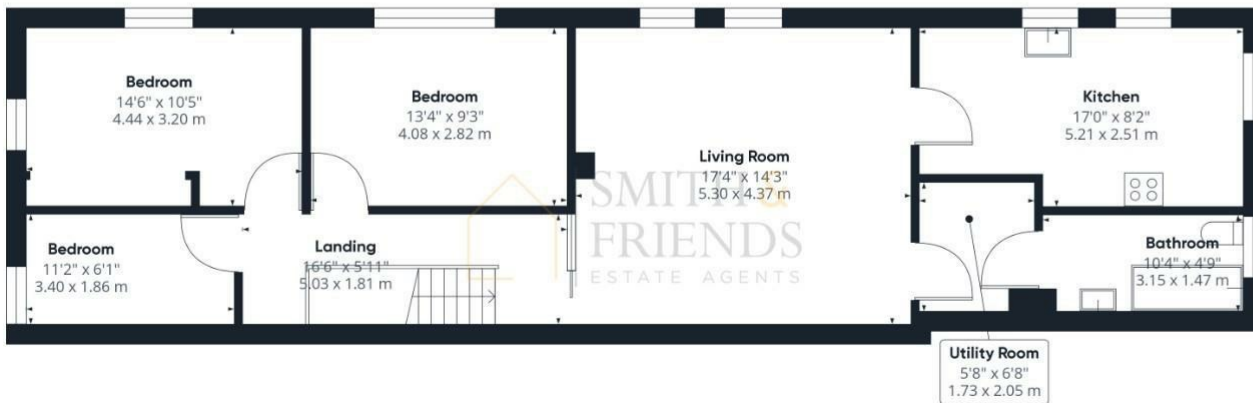 Bedroom
14'6" x 10'5"
4.44 x 3.20 m
Bedroom
13'4" x 9'3"
4.08 x 2.82 m
Living Room
17'4" x 14'3"
5.30 x 4.37 m
Kitchen
17'0" x 8'2"
5.21 x 2.51 m
Bedroom
11'2" x 6'1"
3.40 x 1.86 m
Landing
16'6" x 5'11"
5.03 x 1.81 m
SMITH &
FRIENDS
ESTATE AGENTS
Bathroom
10'4" x 4'9"
3.15 x 1.47 m
Utility Room
5'8" x 6'8"
1.73 x 2.05 m